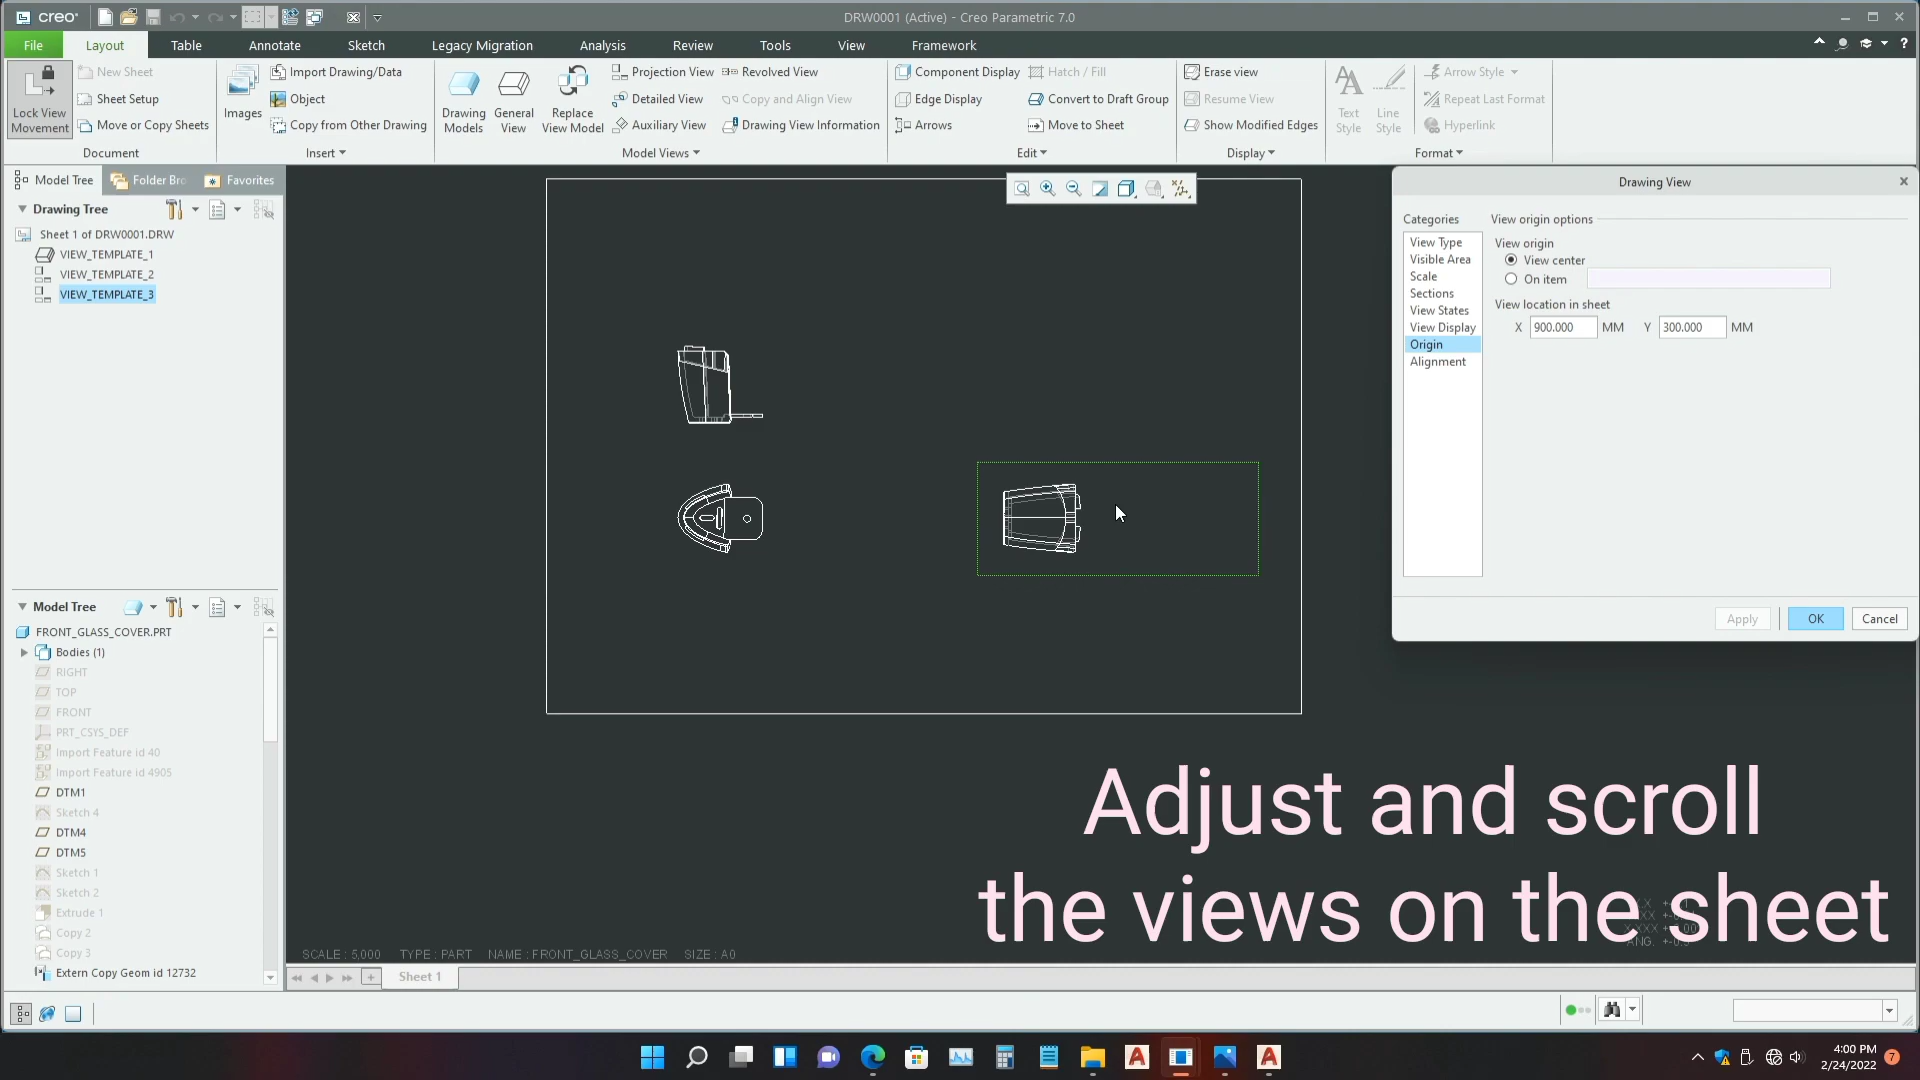 creo
DRW0001 (Active) - Creo Parametric 7.0
File
Layout
Table
Annotate
Sketch
Legacy Migration
Analysis
Review
Tools
View
Framework
Lock View
Movement
New Sheet
Sheet Setup
Move or Copy Sheets
Document
Images
Import Drawing/Data
Object
Copy from Other Drawing
Insert
Drawing
Models
General
View
Replace
View Model
Projection View
Detailed View
Auxiliary View
Revolved View
Copy and Align View
Drawing View Information
Model Views
Component Display
Edge Display
Arrows
Hatch / Fill
Convert to Draft Group
Move to Sheet
Edit
Erase view
Resume View
Show Modified Edges
Display
Text
Style
Line
Style
Arrow Style
Repeat Last Format
Hyperlink
Format
Model Tree
Folder Bro
Favorites
Drawing Tree
Sheet 1 of DRW0001.DRW
VIEW_TEMPLATE_1
VIEW_TEMPLATE_2
VIEW_TEMPLATE_3
Model Tree
FRONT_GLASS_COVER.PRT
Bodies (1)
RIGHT
TOP
FRONT
PRT_CSYS_DEF
Import Feature id 40
Import Feature id 4905
DTM1
Sketch 4
DTM4
DTM5
Sketch 1
Sketch 2
Extrude 1
Copy 2
Copy 3
Extern Copy Geom id 12732
Drawing View
Categories
View Type
Visible Area
Scale
Sections
View States
View Display
Origin
Alignment
View origin options
View origin
View center
On item
View location in sheet
X 900.000 MM Y 300.000 MM
Apply
OK
Cancel
Adjust and scroll
the views on the sheet
SCALE : 5,000 TYPE : PART NAME : FRONT_GLASS_COVER SIZE : A0
Sheet 1
4:00 PM
2/24/2022
7